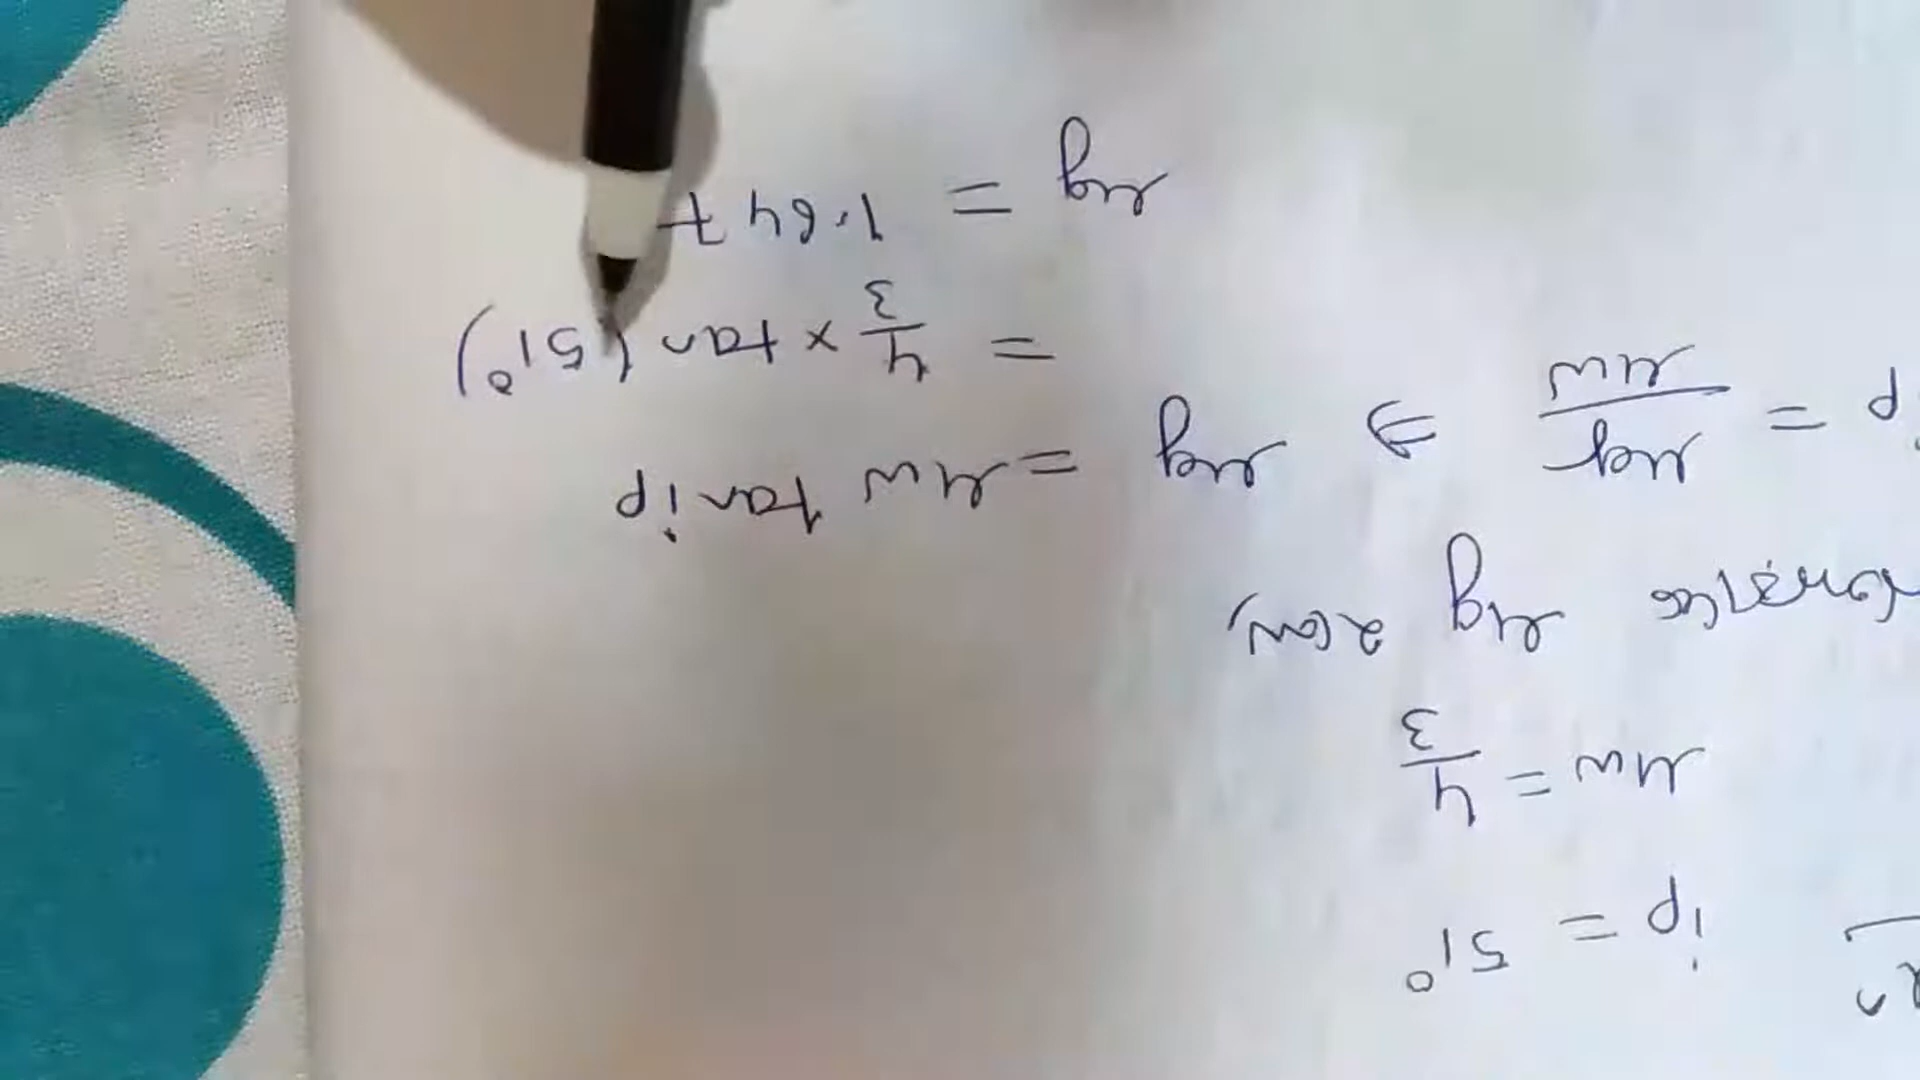 iₚ = 51°
μw = 4/3
μg
p = μg/μw ⇒ μg = μw tan ip
= 4/3 × tan (51°)
μg = 1.647